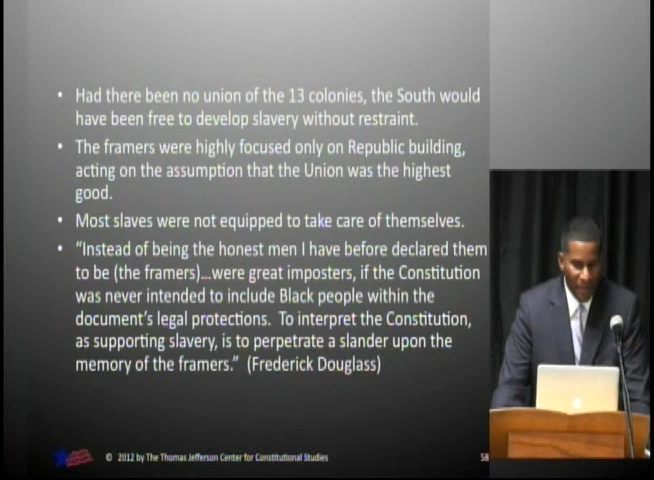 • Had there been no union of the 13 colonies, the South would
have been free to develop slavery without restraint.
• The framers were highly focused only on Republic building,
acting on the assumption that the Union was the highest
good.
• Most slaves were not equipped to take care of themselves.
• “Instead of being the honest men I have before declared them
to be (the framers)...were great imposters, if the Constitution
was never intended to include Black people within the
document’s legal protections. To interpret the Constitution,
as supporting slavery, is to perpetrate a slander upon the
memory of the framers.” (Frederick Douglass)
© 2012 by The Thomas Jefferson Center for Constitutional Studies
58